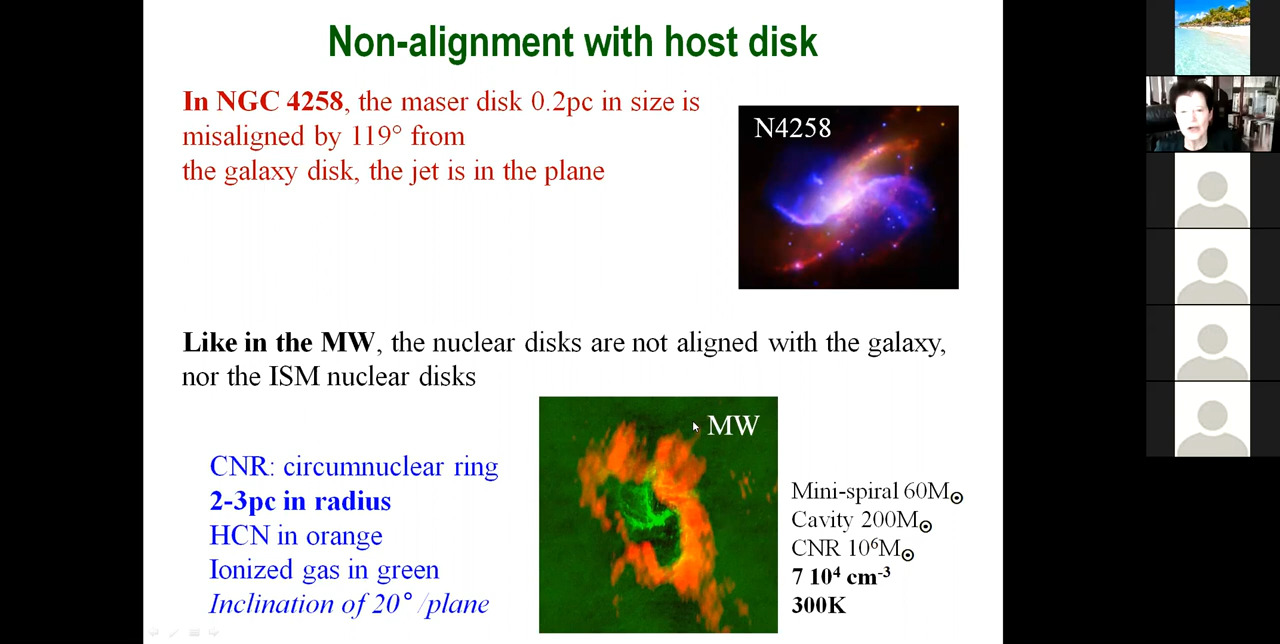 Non-alignment with host disk
In NGC 4258, the maser disk 0.2pc in size is
misaligned by 119° from
the galaxy disk, the jet is in the plane
N4258
Like in the MW, the nuclear disks are not aligned with the galaxy,
nor the ISM nuclear disks
MW
CNR: circumnuclear ring
2-3pc in radius
HCN in orange
Ionized gas in green
Inclination of 20° /plane
Mini-spiral 60M☉
Cavity 200M☉
CNR 10⁶M☉
7 10⁴ cm⁻³
300K